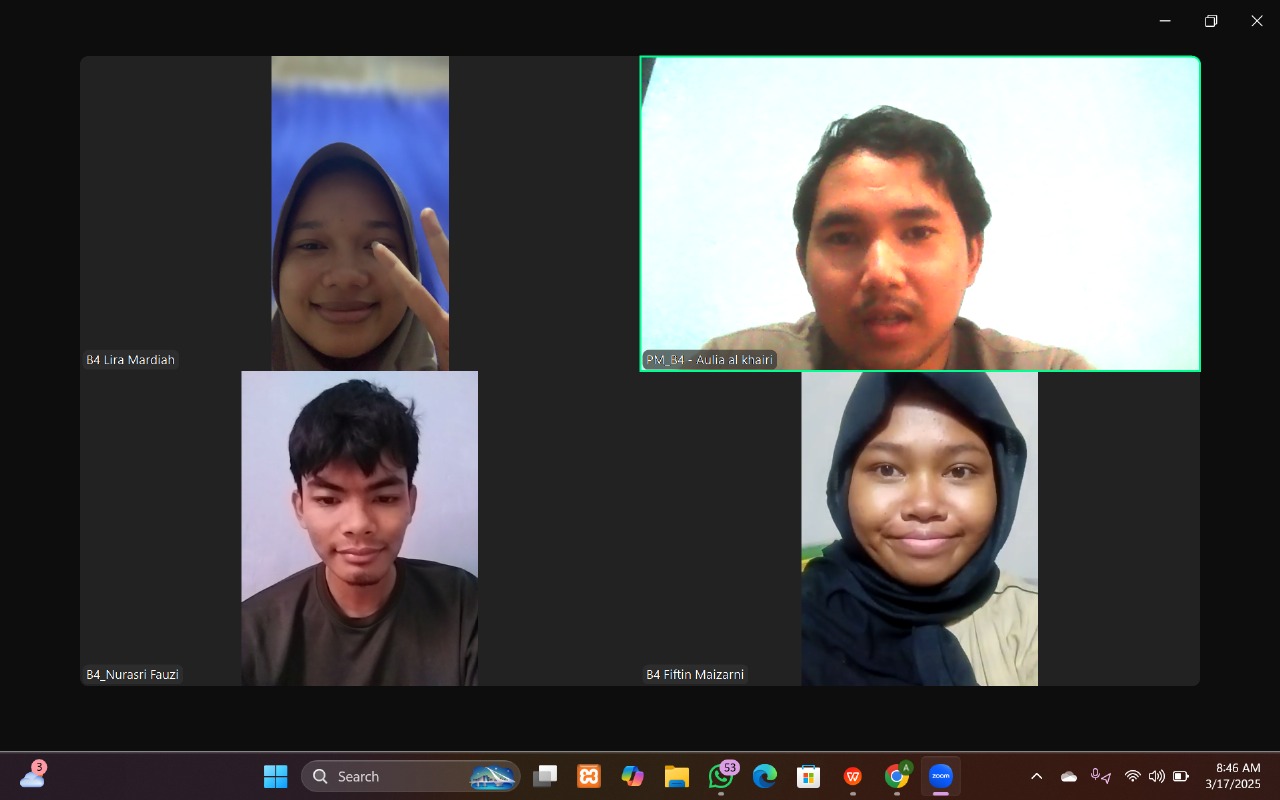 B4 Lira Mardiah
PM_B4 - Aulia al khairi
B4_Nurasri Fauzi
B4 Fiftin Maizarni
3
Search
53
A
zoom
8:46 AM
3/17/2025